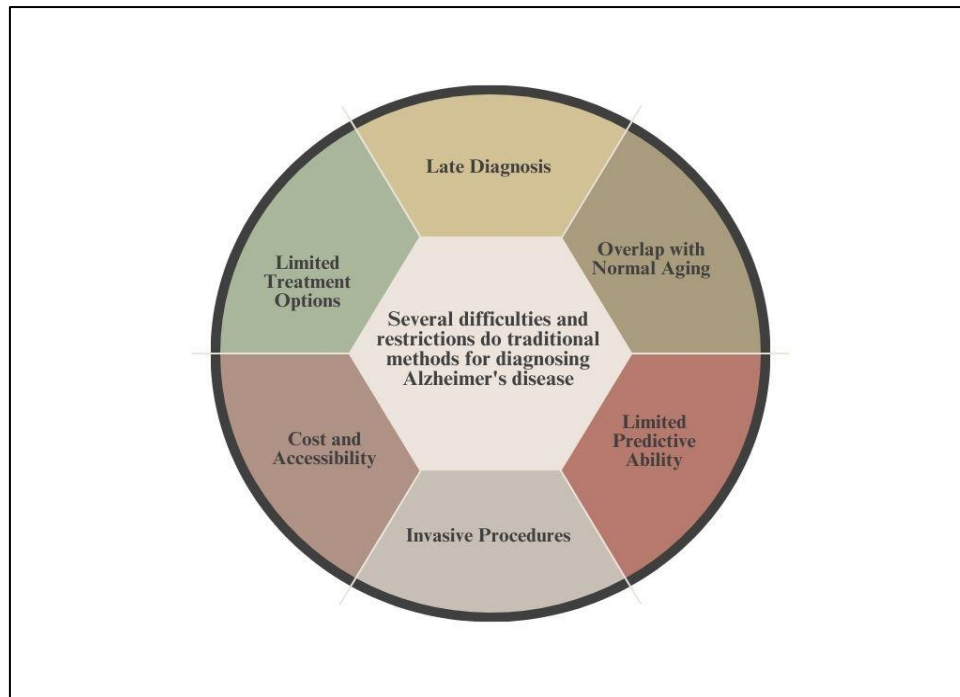 Late Diagnosis
Overlap with
Normal Aging
Limited
Predictive
Ability
Invasive Procedures
Cost and
Accessibility
Limited
Treatment
Options
Several difficulties and
restrictions do traditional
methods for diagnosing
Alzheimer's disease